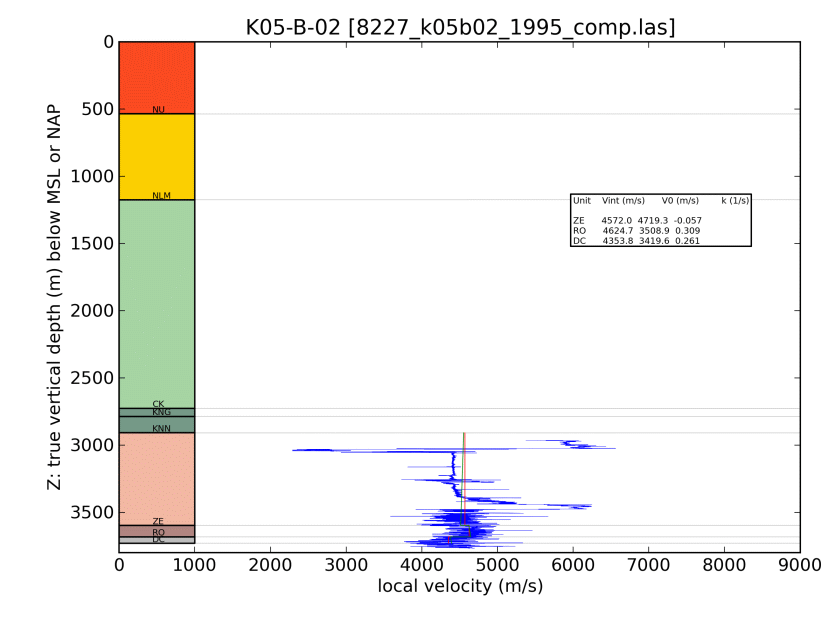 K05-B-02 [8227_k05b02_1995_comp.las]
0
500
1000
1500
2000
2500
3000
3500
Z: true vertical depth (m) below MSL or NAP
NU
NLM
CK
KNG
KNN
ZE
RO
DC
Unit Vint (m/s) V0 (m/s) k (1/s)
ZE 4572.0 4719.3 -0.057
RO 4624.7 3508.9 0.309
DC 4353.8 3419.6 0.261
0 1000 2000 3000 4000 5000 6000 7000 8000 9000
local velocity (m/s)